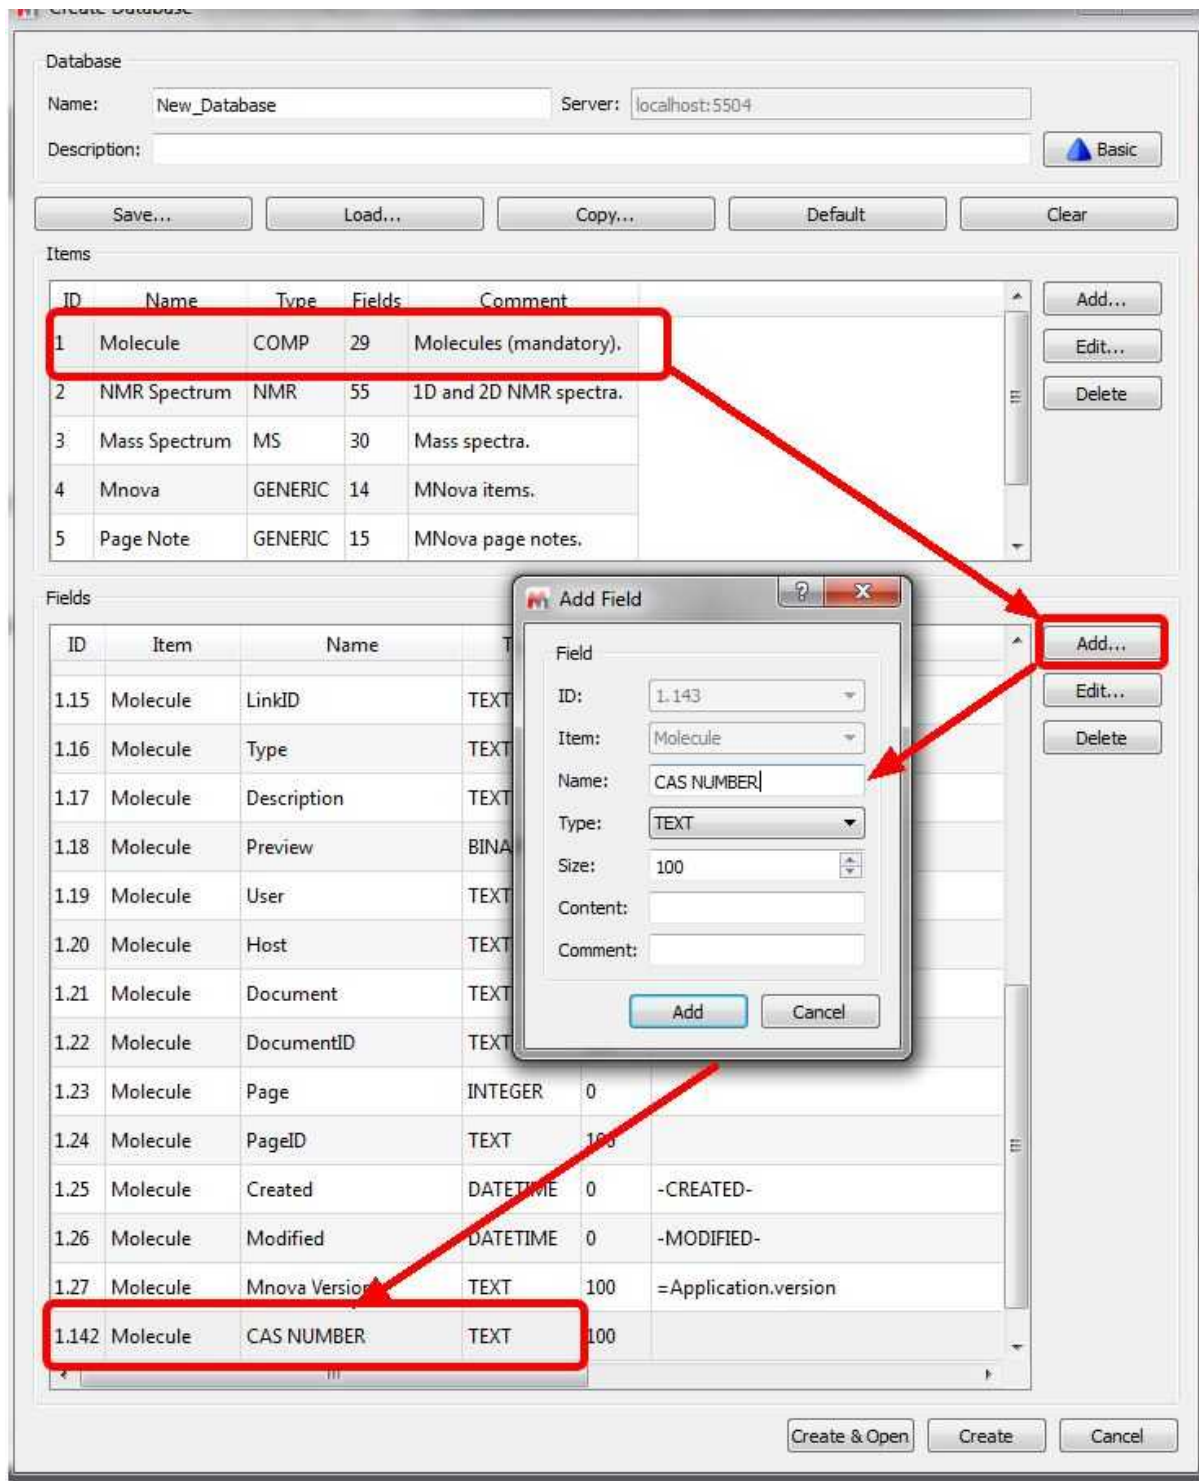 Create Database
Database
Name: New_Database Server: localhost:5504
Description: Basic
Save... Load... Copy... Default Clear
Items
ID Name Type Fields Comment Add...
1 Molecule COMP 29 Molecules (mandatory). Edit...
2 NMR Spectrum NMR 55 1D and 2D NMR spectra. Delete
3 Mass Spectrum MS 30 Mass spectra.
4 Mnova GENERIC 14 MNova items.
5 Page Note GENERIC 15 MNova page notes.
Fields
ID Item Name T Add...
1.15 Molecule LinkID TEXT Edit...
1.16 Molecule Type TEXT Delete
1.17 Molecule Description TEXT
1.18 Molecule Preview BINA
1.19 Molecule User TEXT
1.20 Molecule Host TEXT
1.21 Molecule Document TEXT
1.22 Molecule DocumentID TEXT
1.23 Molecule Page INTEGER 0
1.24 Molecule PageID TEXT 100
1.25 Molecule Created DATETIME 0 -CREATED-
1.26 Molecule Modified DATETIME 0 -MODIFIED-
1.27 Molecule Mnova Version TEXT 100 =Application.version
1.142 Molecule CAS NUMBER TEXT 100
Add Field
Field
ID: 1.143
Item: Molecule
Name: CAS NUMBER
Type: TEXT
Size: 100
Content:
Comment:
Add Cancel
Create & Open Create Cancel